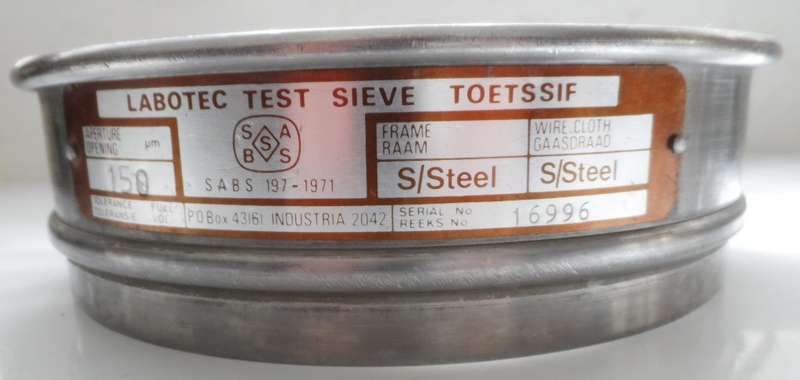 LABOTEC TEST SIEVE TOETSSIF
APERTURE
OPENING µm
150
TOLERANCE FULL
TOLERANSIE VOL
S A
S
B S
SABS 197-1971
P.O.Box 43161 INDUSTRIA 2042
FRAME
RAAM
S/Steel
WIRE.CLOTH
GAASDRAAD
S/Steel
SERIAL No
REEKS No
16996